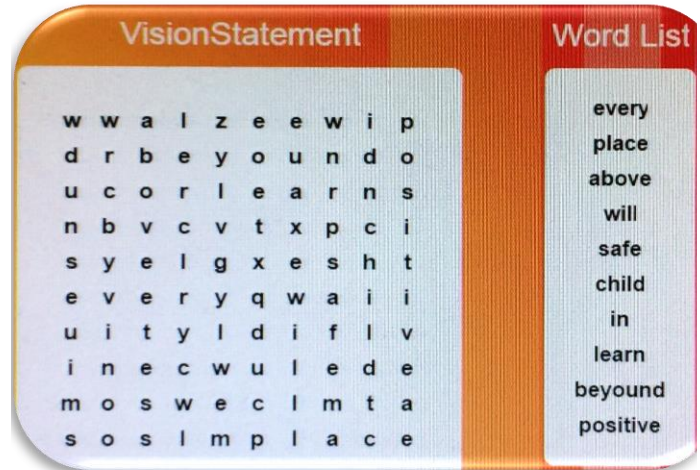 VisionStatement
w w a l z e e w i p
d r b e y o u n d o
u c o r l e a r n s
n b v c v t x p c i
s y e l g x e s h t
e v e r y q w a i i
u i t y l d i f l v
i n e c w u l e d e
m o s w e c l m t a
s o s l m p l a c e
Word List
every
place
above
will
safe
child
in
learn
beyound
positive